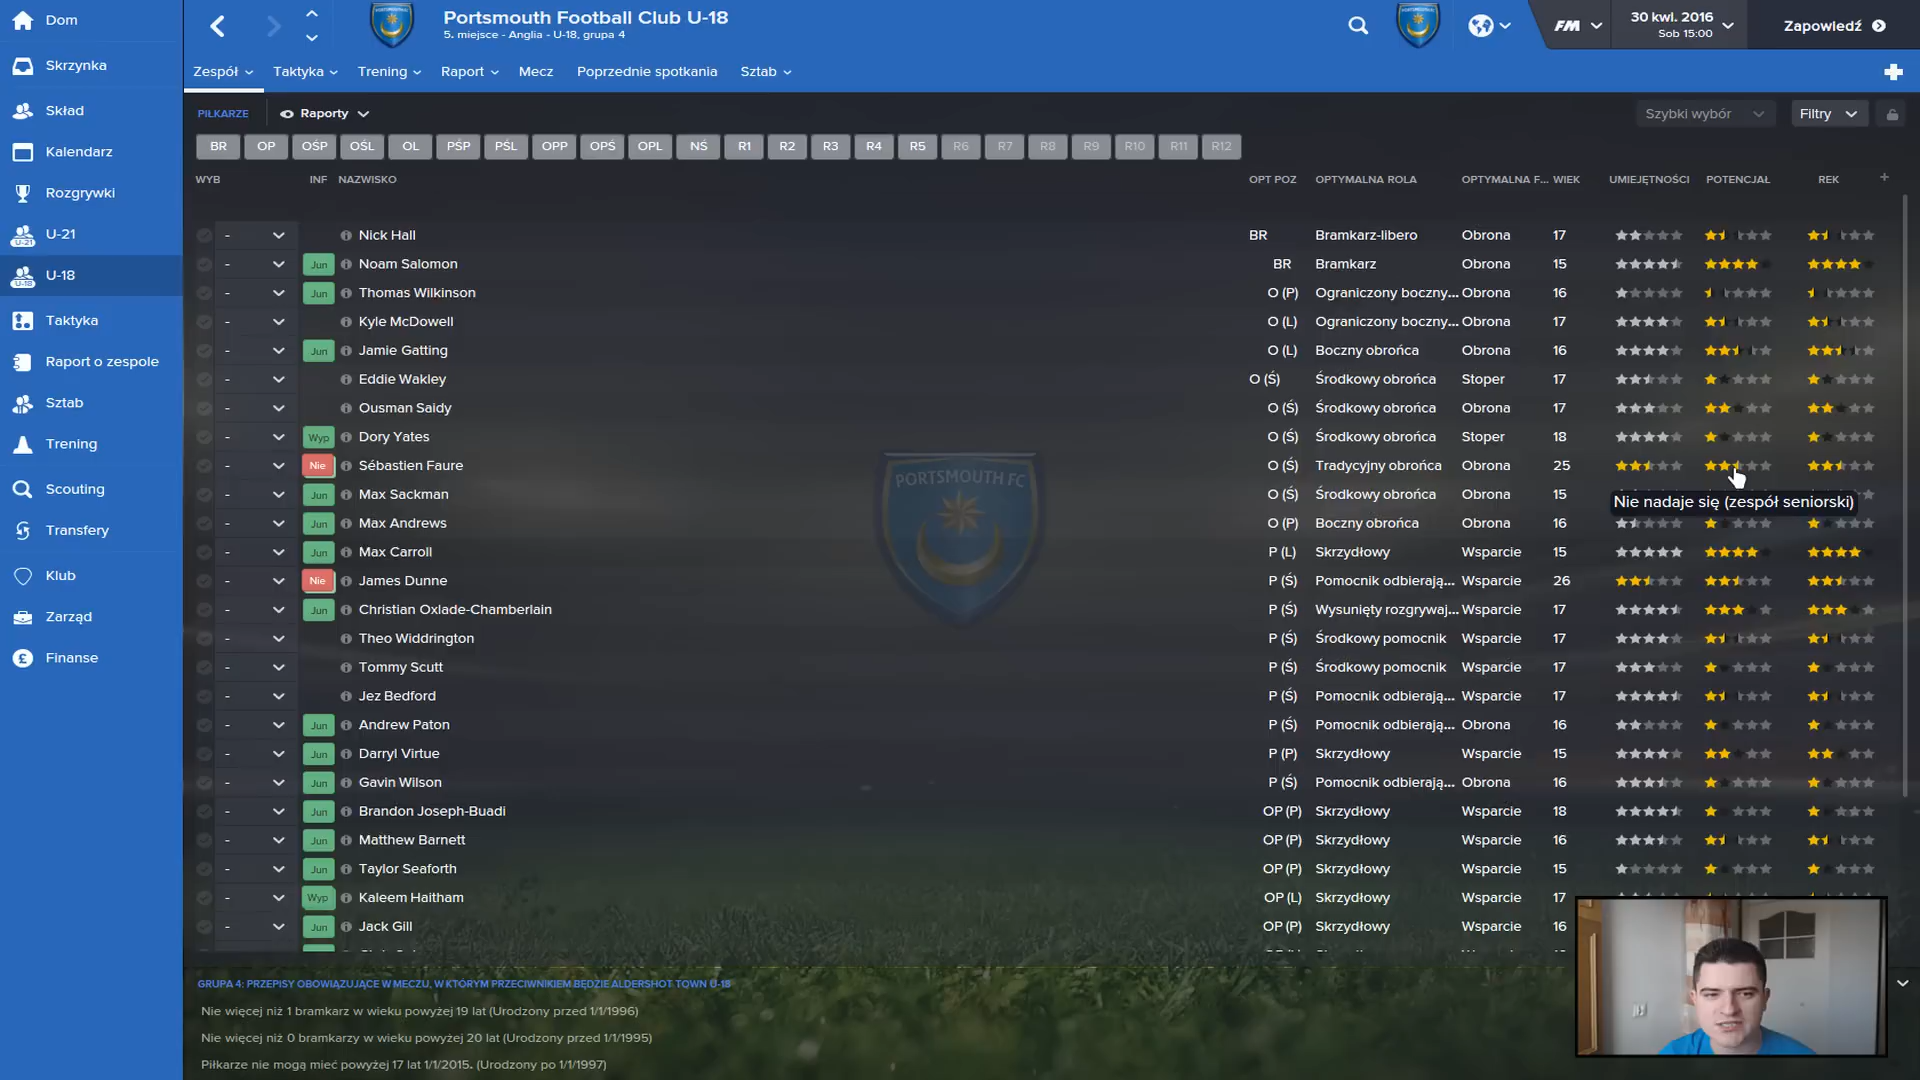 Dom
Skrzynka
Skład
Kalendarz
Rozgrywki
U-21
U-18
Taktyka
Raport o zespole
Sztab
Trening
Scouting
Transfery
Klub
Zarząd
Finanse
Portsmouth Football Club U-18
5. miejsce - Anglia - U-18, grupa 4
FM
30 kwi. 2016
Sob 15:00
Zapowiedź
Zespół Taktyka Trening Raport Mecz Poprzednie spotkania Sztab
PIŁKARZE Raporty Szybki wybór Filtry
BR OP OŚP OŚL OL PŚP PŚL OPP OPŚ OPL NŚ R1 R2 R3 R4 R5 R6 R7 R8 R9 R10 R11 R12
WYB INF NAZWISKO OPT POZ OPTYMALNA ROLA OPTYMALNA F... WIEK UMIEJĘTNOŚCI POTENCJAŁ REK
- Nick Hall BR Bramkarz-libero Obrona 17
- Jun Noam Salomon BR Bramkarz Obrona 15
- Jun Thomas Wilkinson O (P) Ograniczony boczny... Obrona 16
- Kyle McDowell O (L) Ograniczony boczny... Obrona 17
- Jun Jamie Gatting O (L) Boczny obrońca Obrona 16
- Eddie Wakley O (Ś) Środkowy obrońca Stoper 17
- Ousman Saidy O (Ś) Środkowy obrońca Obrona 17
- Wyp Dory Yates O (Ś) Środkowy obrońca Stoper 18
- Nie Sébastien Faure O (Ś) Tradycyjny obrońca Obrona 25
- Jun Max Sackman O (Ś) Środkowy obrońca Obrona 15
Nie nadaje się (zespół seniorski)
- Jun Max Andrews O (P) Boczny obrońca Obrona 16
- Jun Max Carroll P (L) Skrzydłowy Wsparcie 15
- Nie James Dunne P (Ś) Pomocnik odbierają... Wsparcie 26
- Jun Christian Oxlade-Chamberlain P (Ś) Wysunięty rozgrywaj... Wsparcie 17
- Theo Widdrington P (Ś) Środkowy pomocnik Wsparcie 17
- Tommy Scutt P (Ś) Środkowy pomocnik Wsparcie 17
- Jez Bedford P (Ś) Pomocnik odbierają... Wsparcie 17
- Jun Andrew Paton P (Ś) Pomocnik odbierają... Obrona 16
- Jun Darryl Virtue P (P) Skrzydłowy Wsparcie 15
- Jun Gavin Wilson P (Ś) Pomocnik odbierają... Obrona 16
- Jun Brandon Joseph-Buadi OP (P) Skrzydłowy Wsparcie 18
- Jun Matthew Barnett OP (P) Skrzydłowy Wsparcie 16
- Jun Taylor Seaforth OP (P) Skrzydłowy Wsparcie 15
- Wyp Kaleem Haitham OP (L) Skrzydłowy Wsparcie 17
- Jun Jack Gill OP (P) Skrzydłowy Wsparcie 16
PORTSMOUTH FC
GRUPA 4: PRZEPISY OBOWIĄZUJĄCE W MECZU, W KTÓRYM PRZECIWNIKIEM BĘDZIE ALDERSHOT TOWN U-18
Nie więcej niż 1 bramkarz w wieku powyżej 19 lat (Urodzony przed 1/1/1996)
Nie więcej niż 0 bramkarzy w wieku powyżej 20 lat (Urodzony przed 1/1/1995)
Piłkarze nie mogą mieć powyżej 17 lat 1/1/2015. (Urodzony po 1/1/1997)